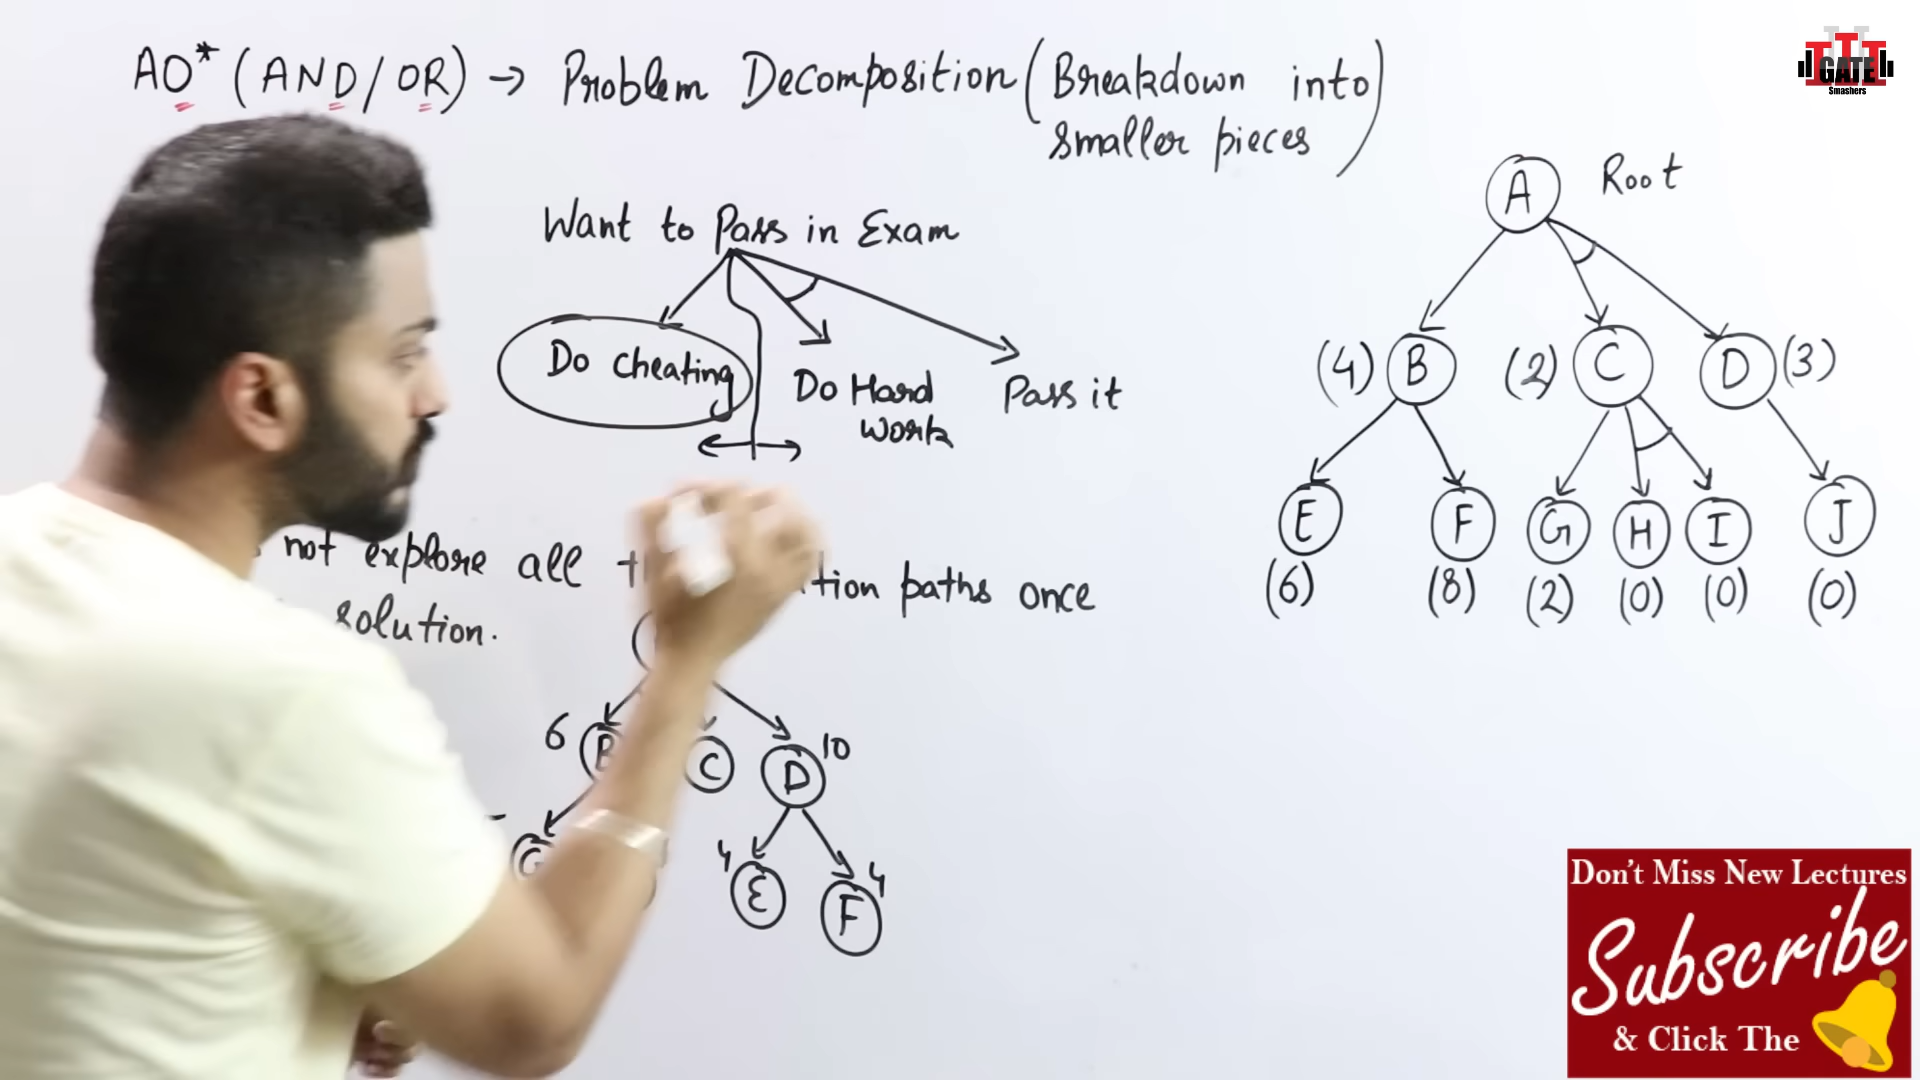 AO* (AND/OR) → Problem Decomposition (Breakdown into
smaller pieces)
GATE
Smashers
Want to Pass in Exam
Do Cheating
Do Hard
Work
Pass it
not explore all
paths once
solution.
6
B
C
D
10
G
4
E
F
4
A
Root
(4)
B
(2)
C
D
(3)
E
F
G
H
I
J
(6)
(8)
(2)
(0)
(0)
(0)
Don't Miss New Lectures
Subscribe
& Click The